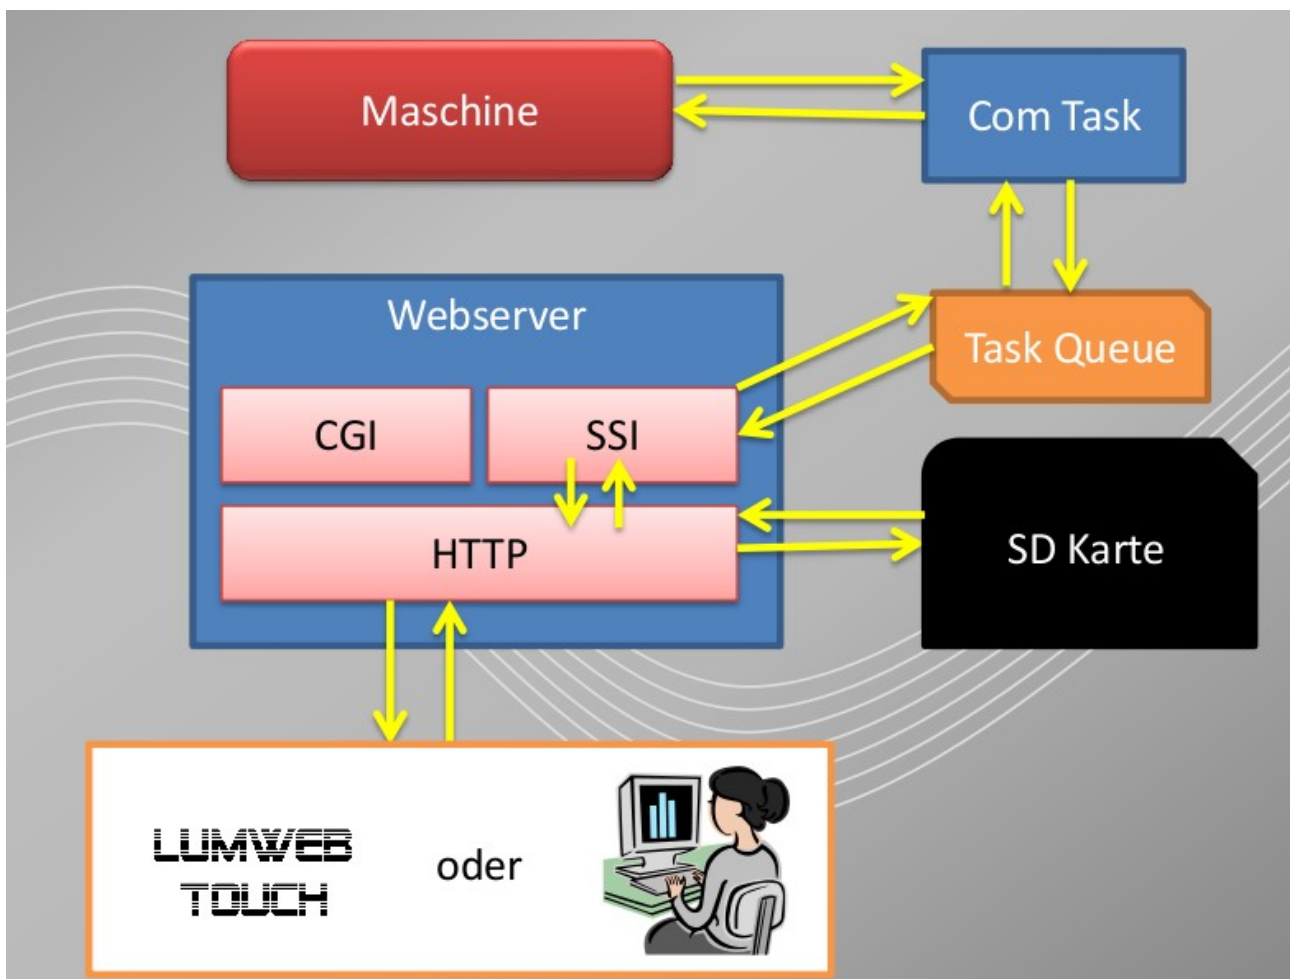 Maschine
Com Task
Webserver
Task Queue
CGI
SSI
HTTP
SD Karte
LUMWEB
TOUCH
oder